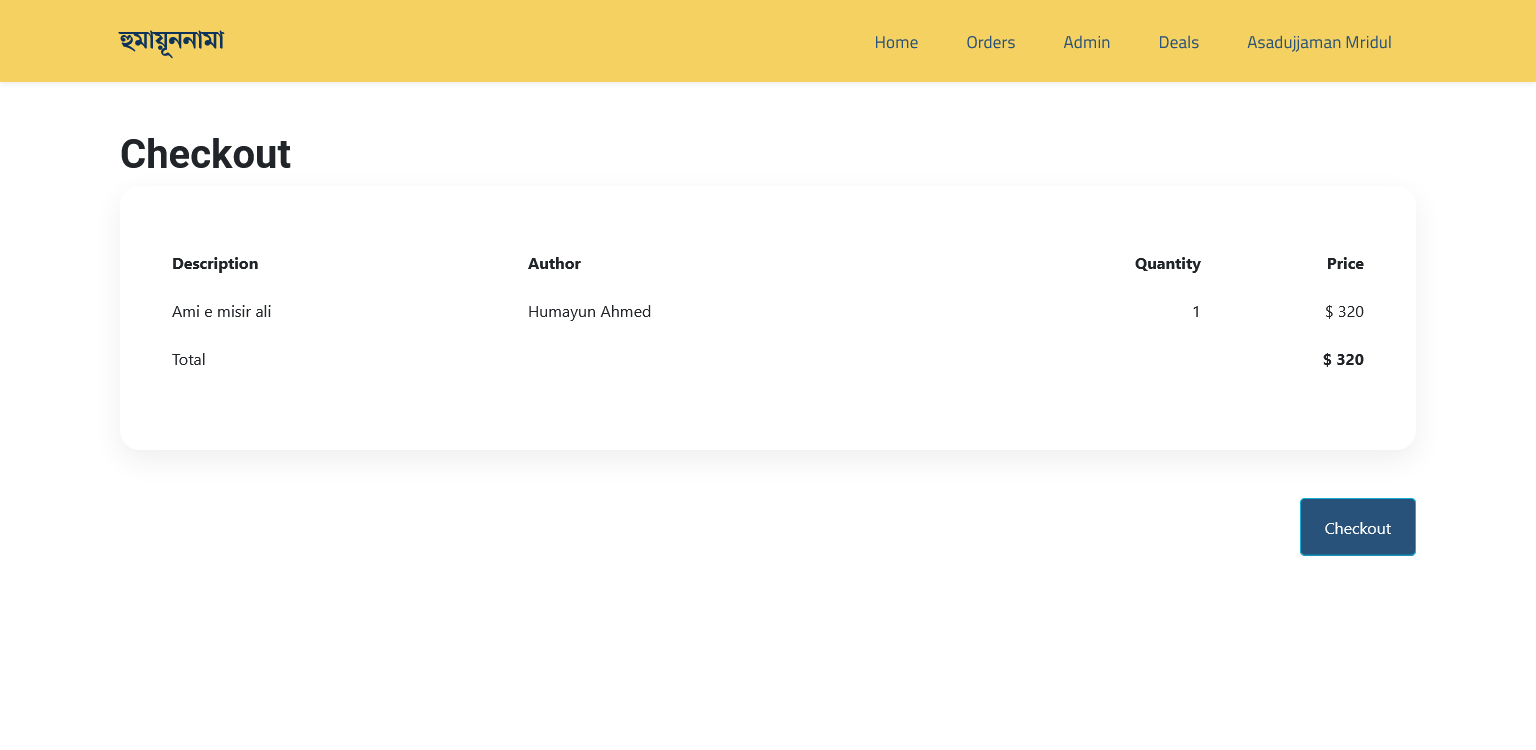 হুমায়ূননামা Home Orders Admin Deals Asadujjaman Mridul
Checkout
Description Author Quantity Price
Ami e misir ali Humayun Ahmed 1 $ 320
Total $ 320
Checkout